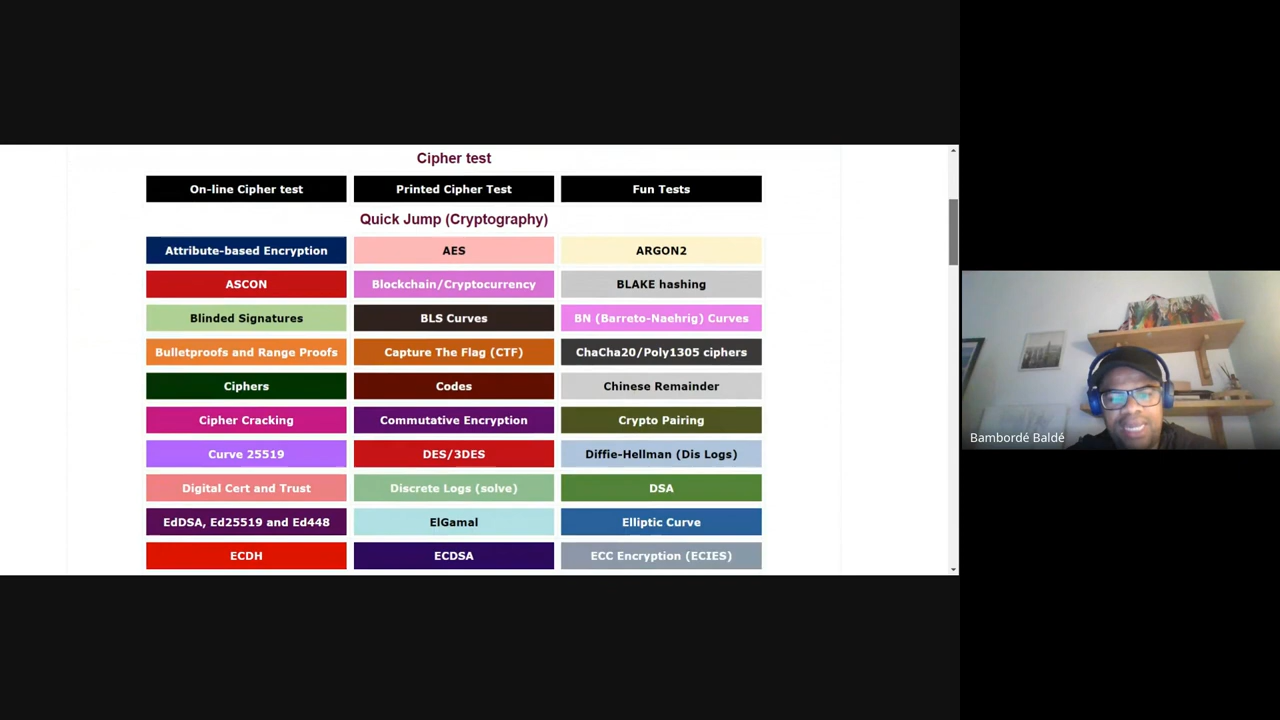 Cipher test
On-line Cipher test
Printed Cipher Test
Fun Tests
Quick Jump (Cryptography)
Attribute-based Encryption
AES
ARGON2
ASCON
Blockchain/Cryptocurrency
BLAKE hashing
Blinded Signatures
BLS Curves
BN (Barreto-Naehrig) Curves
Bulletproofs and Range Proofs
Capture The Flag (CTF)
ChaCha20/Poly1305 ciphers
Ciphers
Codes
Chinese Remainder
Cipher Cracking
Commutative Encryption
Crypto Pairing
Curve 25519
DES/3DES
Diffie-Hellman (Dis Logs)
Digital Cert and Trust
Discrete Logs (solve)
DSA
EdDSA, Ed25519 and Ed448
ElGamal
Elliptic Curve
ECDH
ECDSA
ECC Encryption (ECIES)
Bambordé Baldé